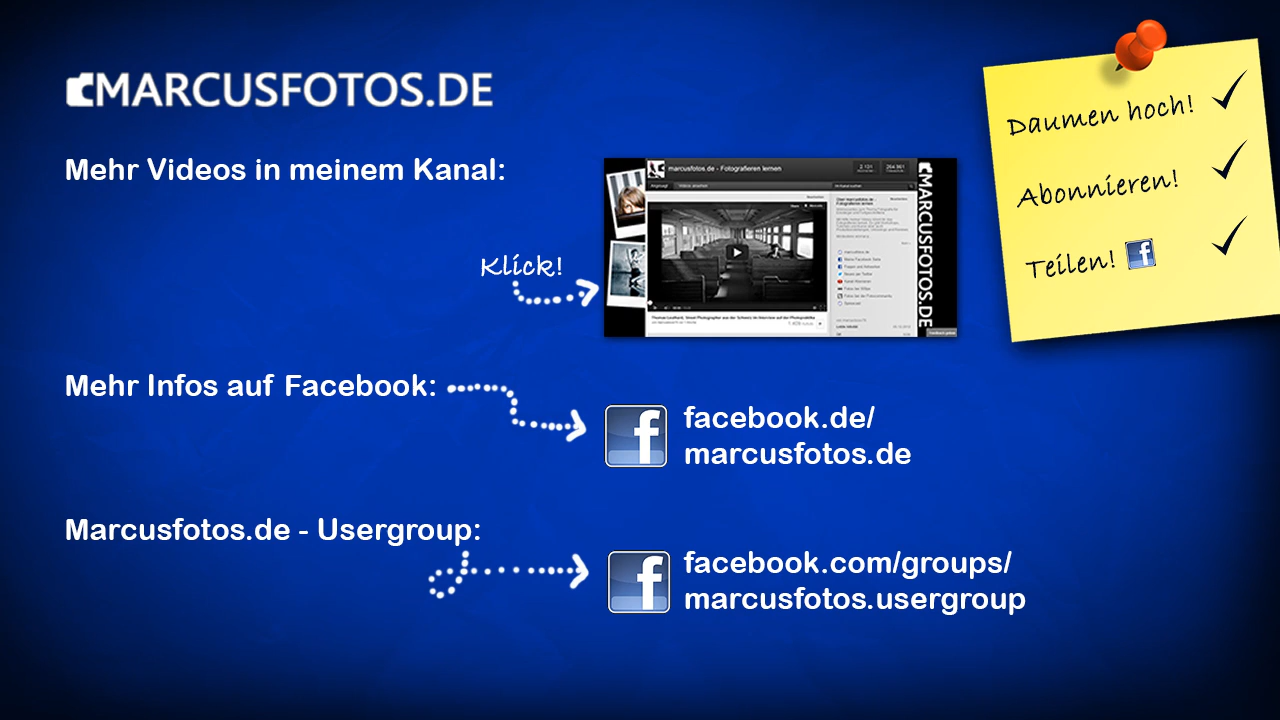 MARCUSFOTOS.DE
Daumen hoch!
Abonnieren!
Teilen!
Mehr Videos in meinem Kanal:
Klick!
marcusfotos.de - Fotografieren lernen
MARCUSFOTOS.DE
Mehr Infos auf Facebook:
facebook.de/
marcusfotos.de
Marcusfotos.de - Usergroup:
facebook.com/groups/
marcusfotos.usergroup